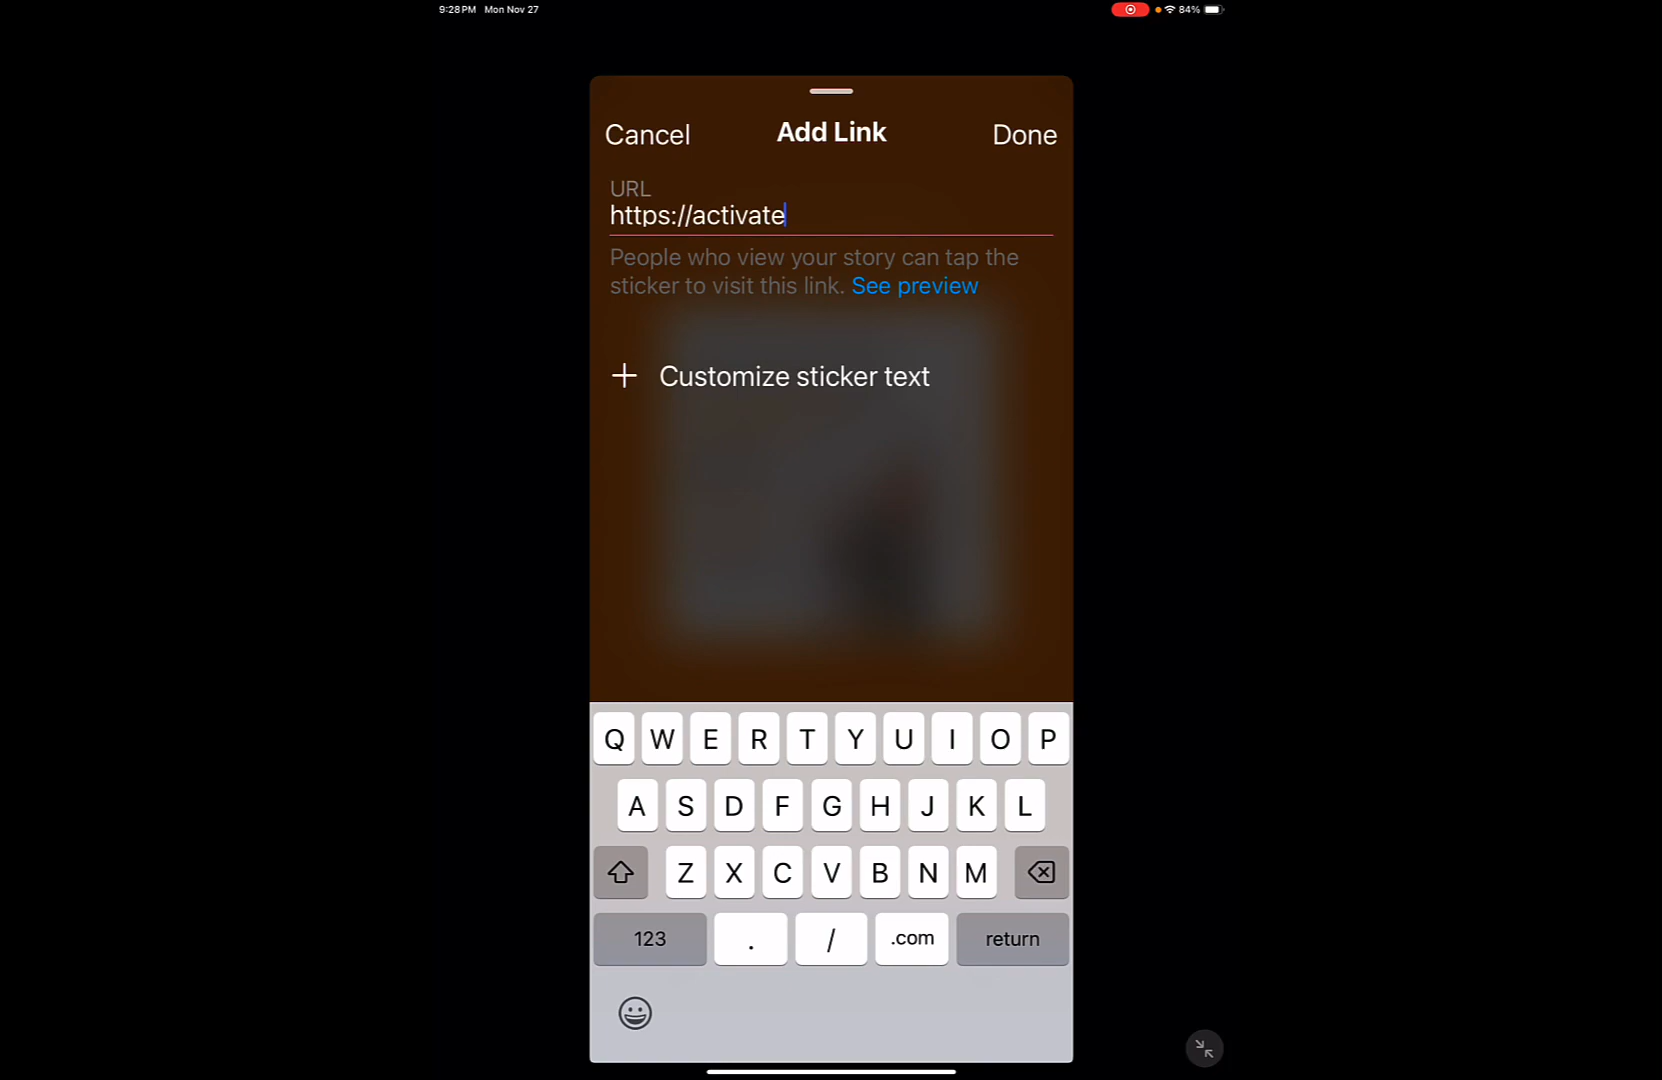 9:28 PM Mon Nov 27
84%
Cancel
Add Link
Done
URL
https://activate
People who view your story can tap the
sticker to visit this link. See preview
+ Customize sticker text
Q W E R T Y U I O P
A S D F G H J K L
Z X C V B N M
123 . / .com return